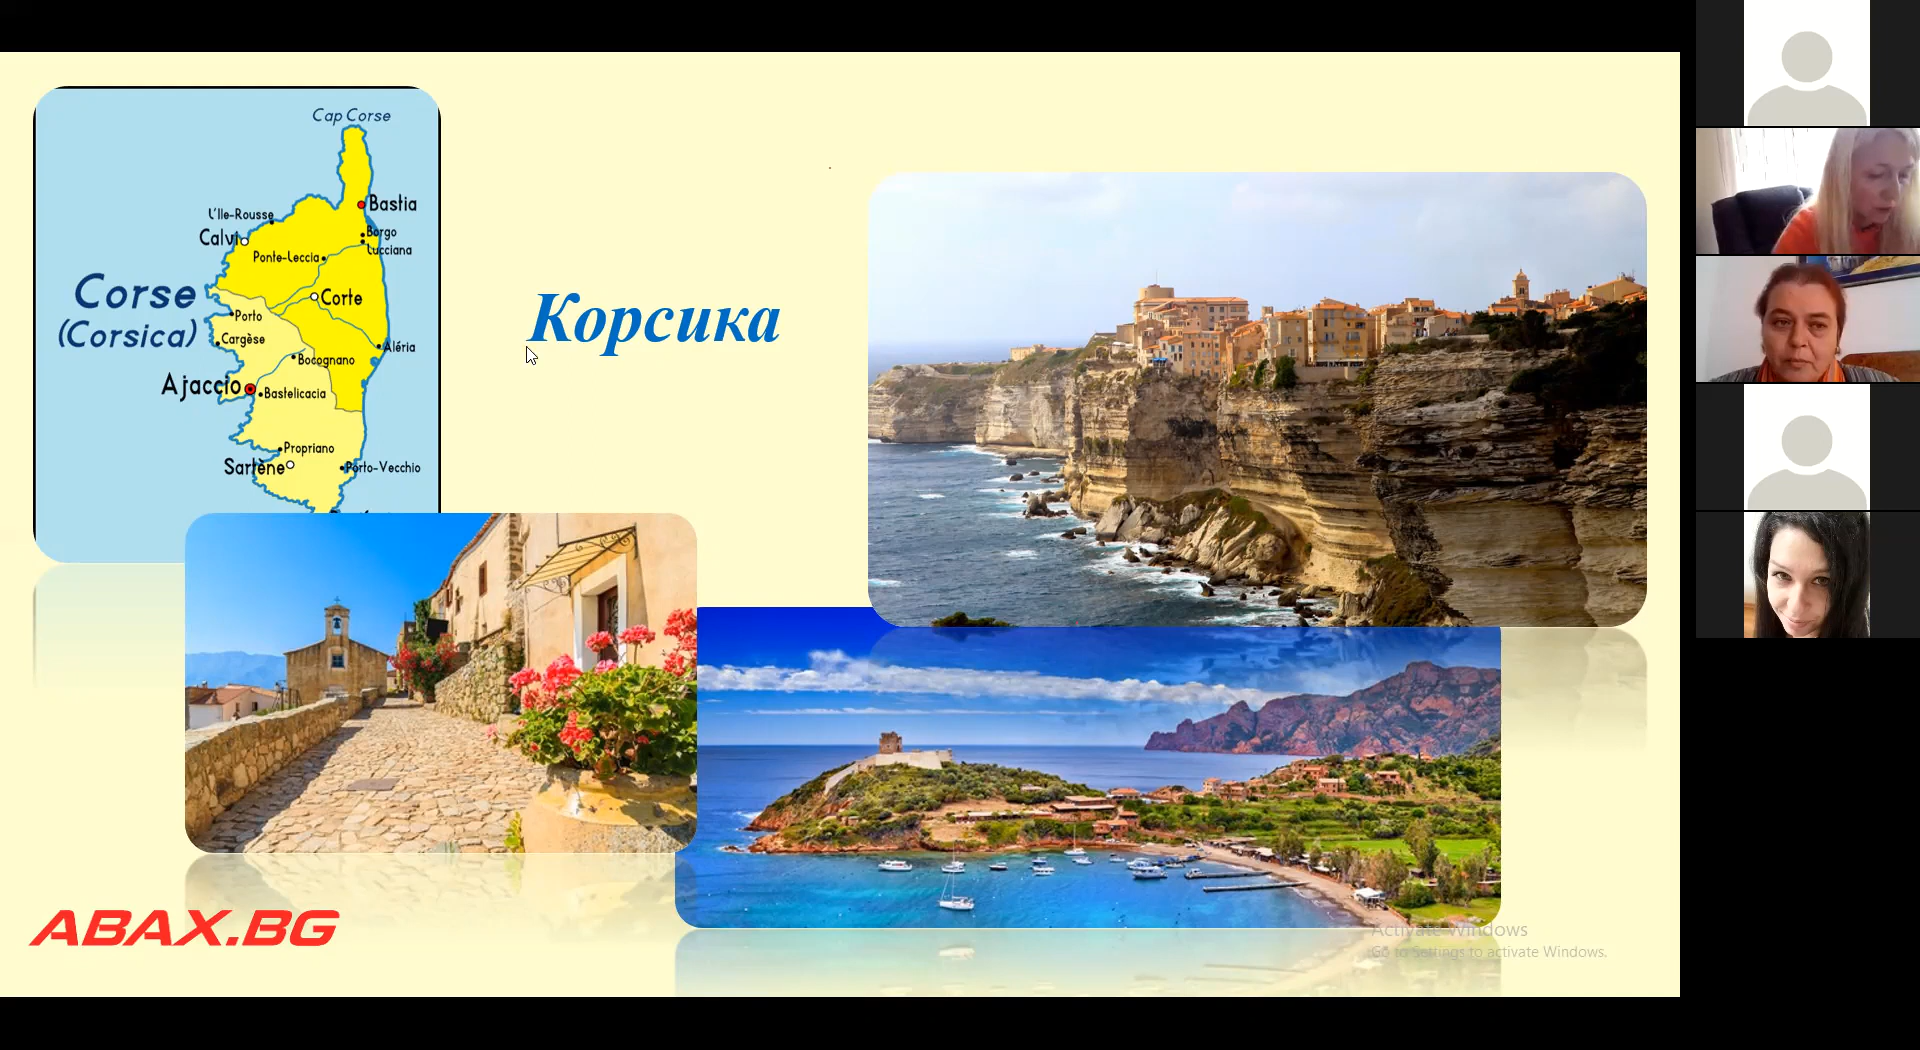 Cap Corse
Bastia
L'Ile-Rousse
Calvi
Borgo
Lucciana
Ponte-Leccia
Corse
(Corsica)
Corte
Porto
Cargèse
Aléria
Bocognano
Ajaccio
Bastelicacia
Propriano
Sartène
Porto-Vecchio
Корсика
ABAX.BG
Activate Windows
Go to Settings to activate Windows.